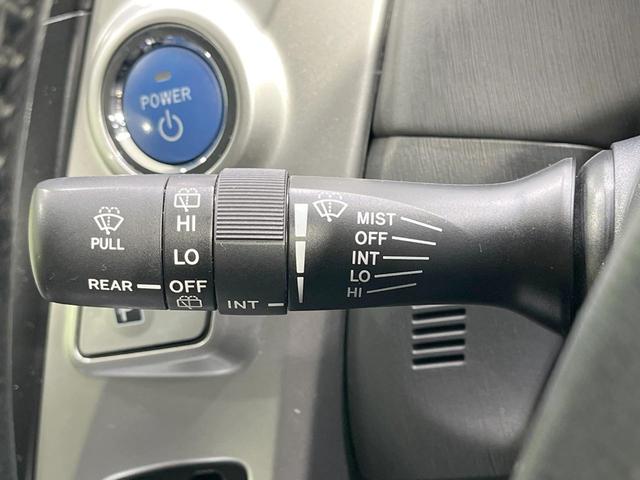 POWER
PULL
REAR
HI
LO
OFF
INT
MIST
OFF
INT
LO
HI